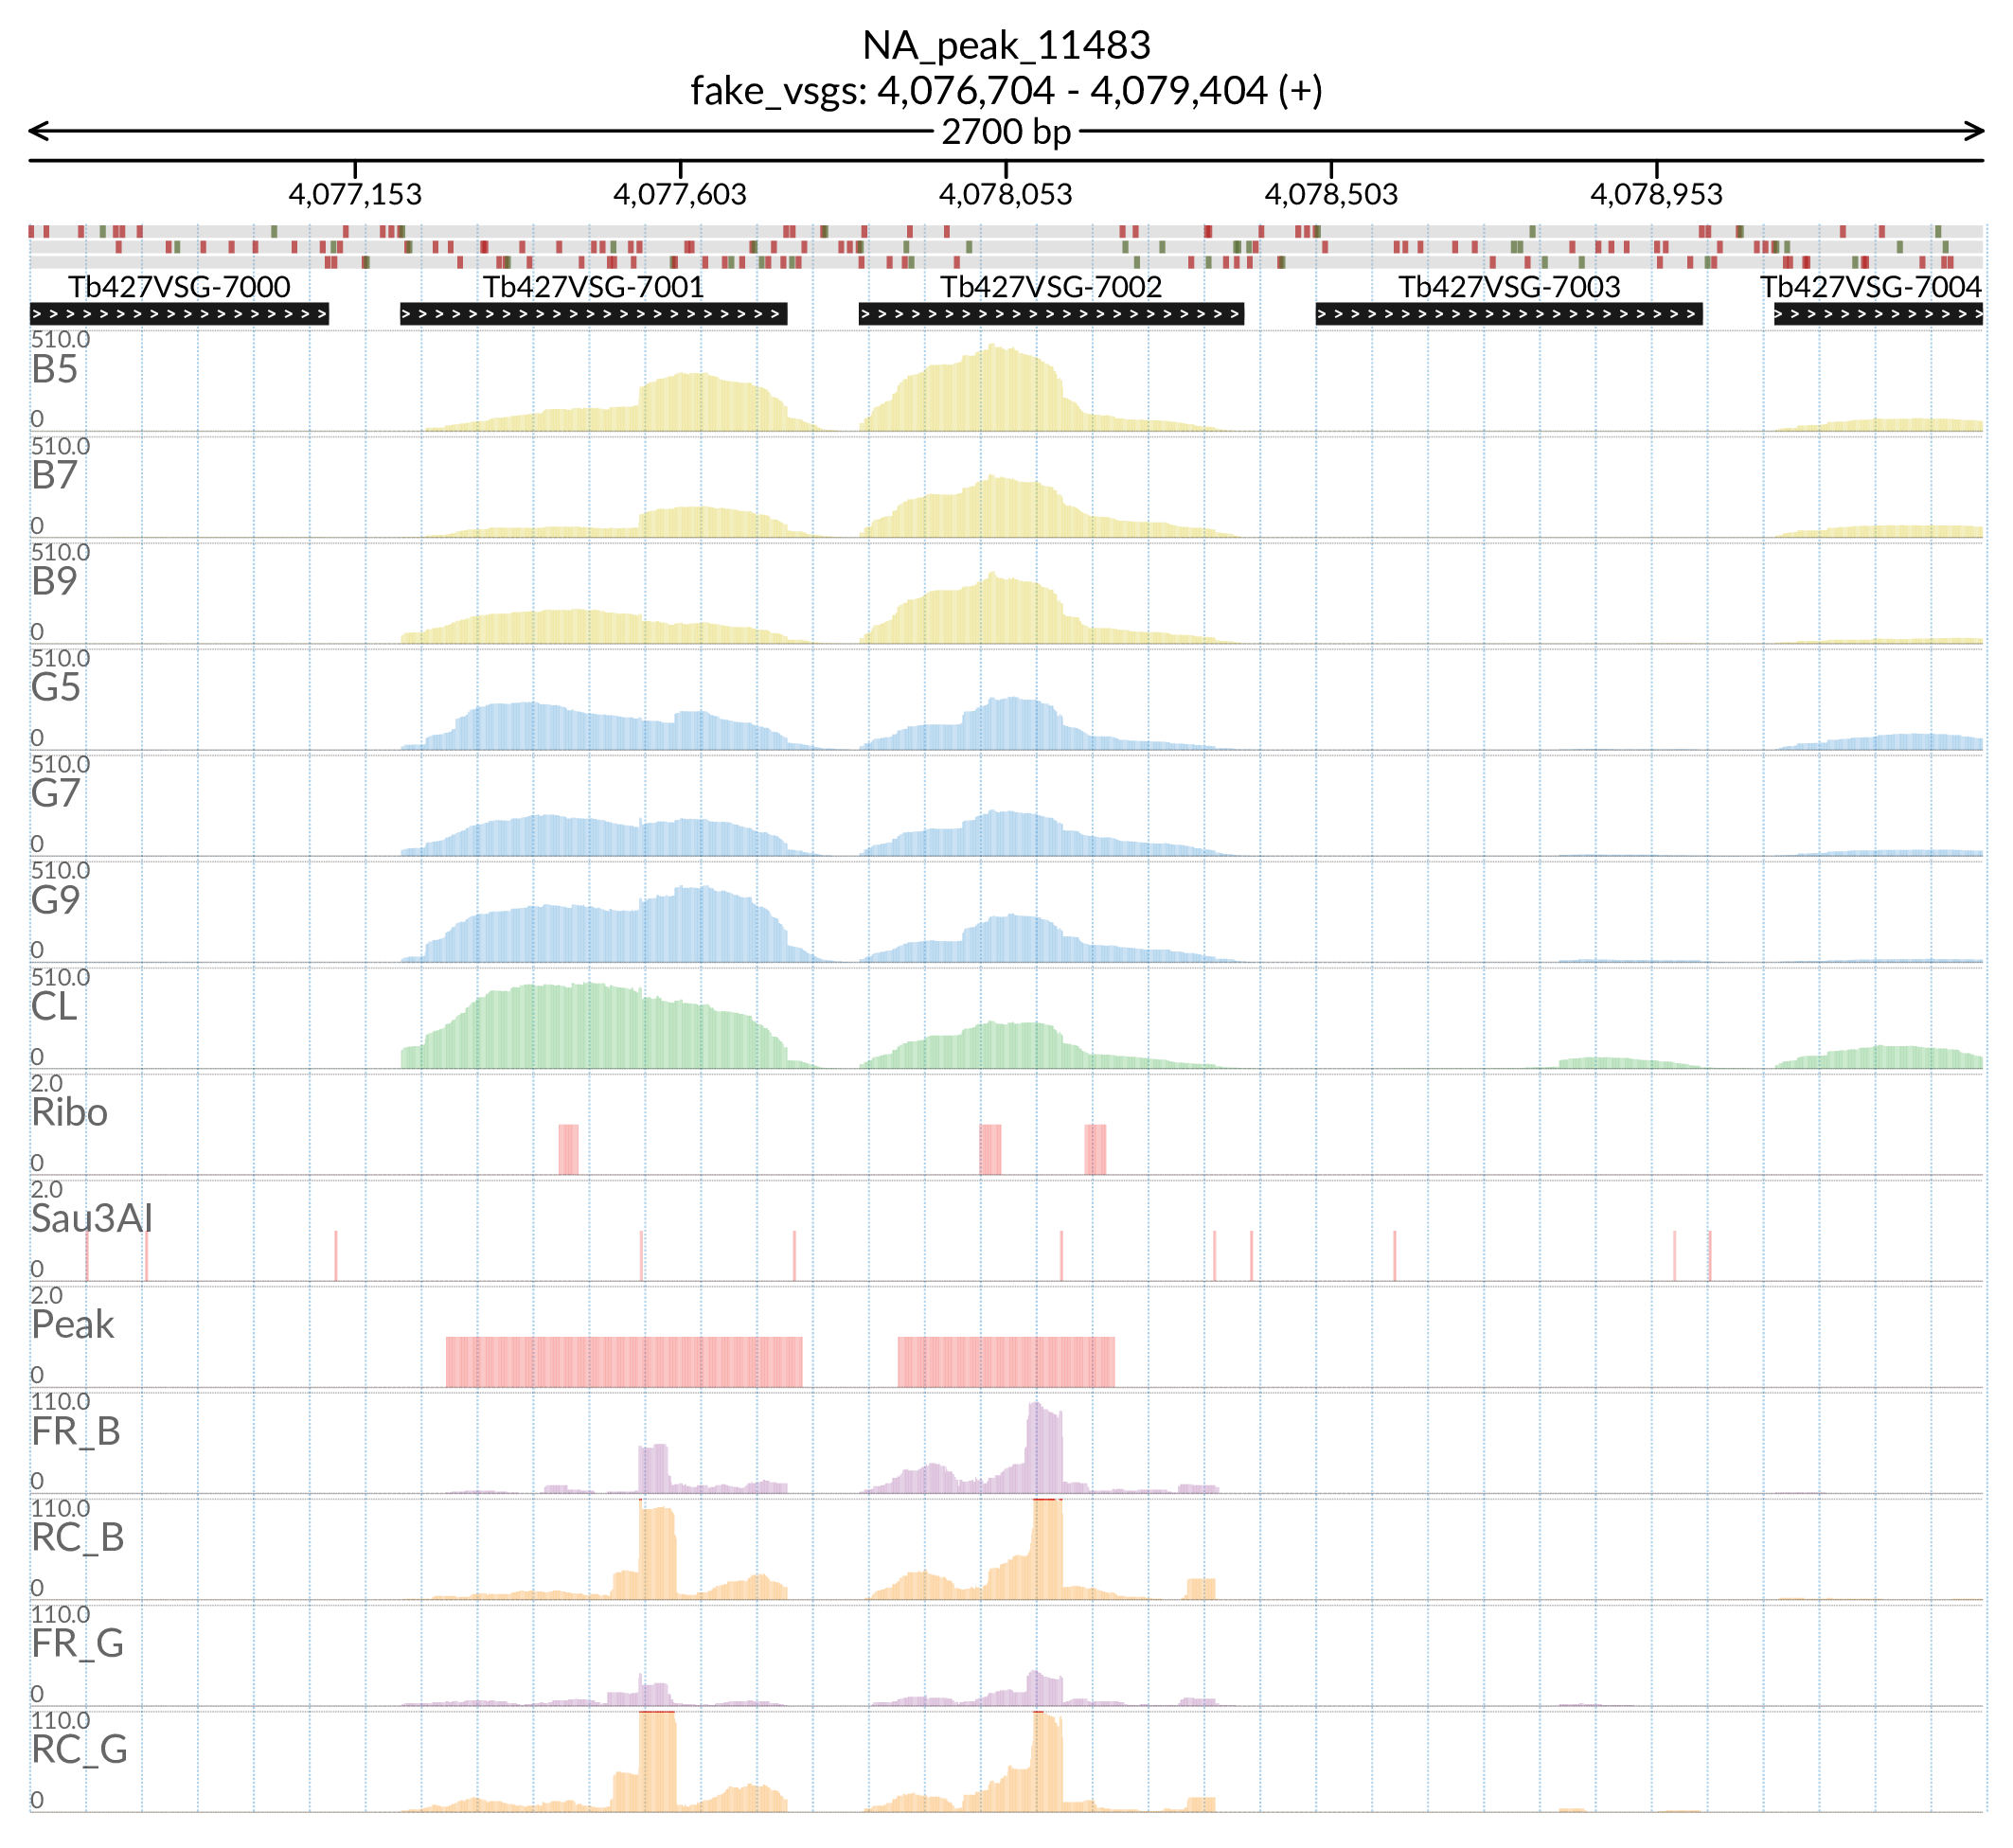 NA_peak_11483
fake_vsgs: 4,076,704 - 4,079,404 (+)
2700 bp
4,077,153 4,077,603 4,078,053 4,078,503 4,078,953
Tb427VSG-7000 Tb427VSG-7001 Tb427VSG-7002 Tb427VSG-7003 Tb427VSG-7004
510.0
B5
0
510.0
B7
0
510.0
B9
0
510.0
G5
0
510.0
G7
0
510.0
G9
0
510.0
CL
0
2.0
Ribo
0
2.0
Sau3AI
0
2.0
Peak
0
110.0
FR_B
0
110.0
RC_B
0
110.0
FR_G
0
110.0
RC_G
0